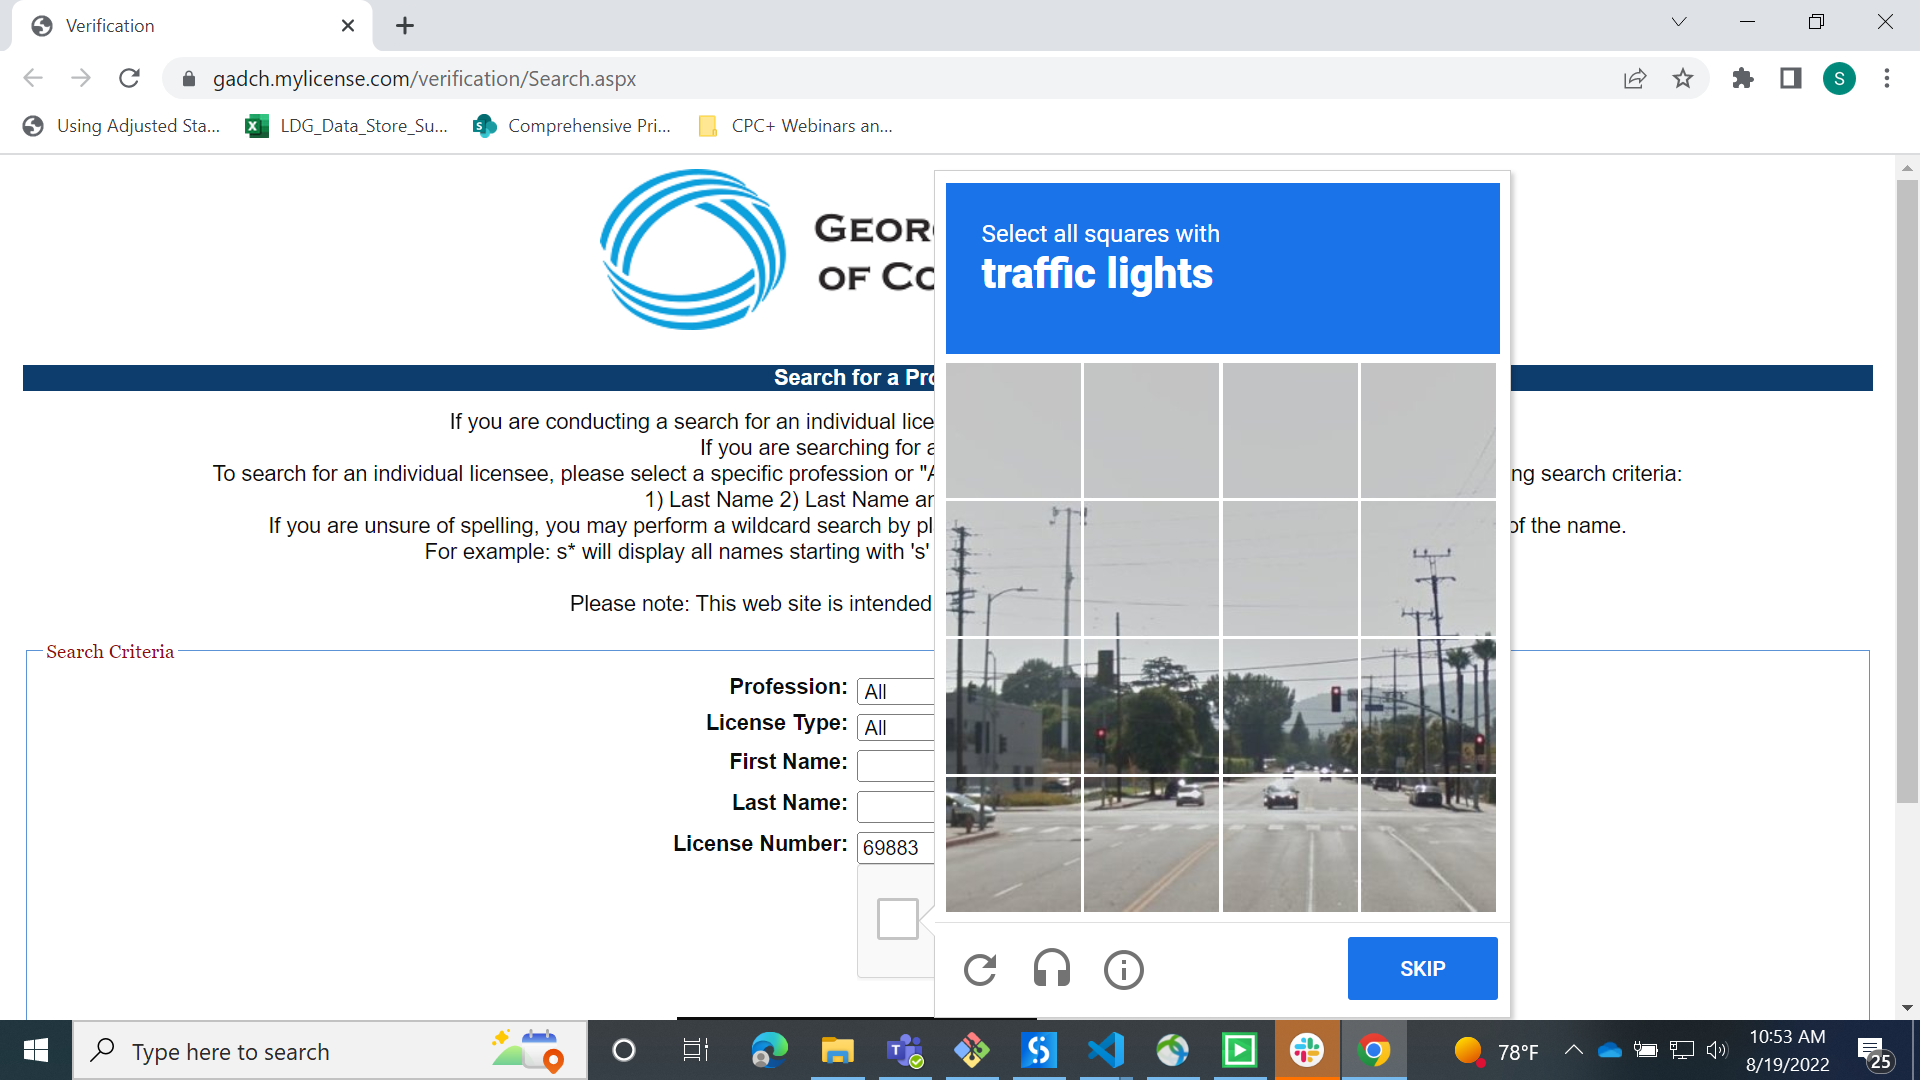 Verification
gadch.mylicense.com/verification/Search.aspx
S
Using Adjusted Sta...
LDG_Data_Store_Su...
Comprehensive Pri...
CPC+ Webinars an...
GEOR
OF CO
Select all squares with
traffic lights
Search for a Pro
If you are conducting a search for an individual lice
If you are searching for a
To search for an individual licensee, please select a specific profession or "A
ng search criteria:
1) Last Name 2) Last Name an
If you are unsure of spelling, you may perform a wildcard search by pl
of the name.
For example: s* will display all names starting with 's'
Please note: This web site is intended
Search Criteria
Profession:
All
License Type:
All
First Name:
Last Name:
License Number:
69883
SKIP
Type here to search
78°F
10:53 AM
8/19/2022
25